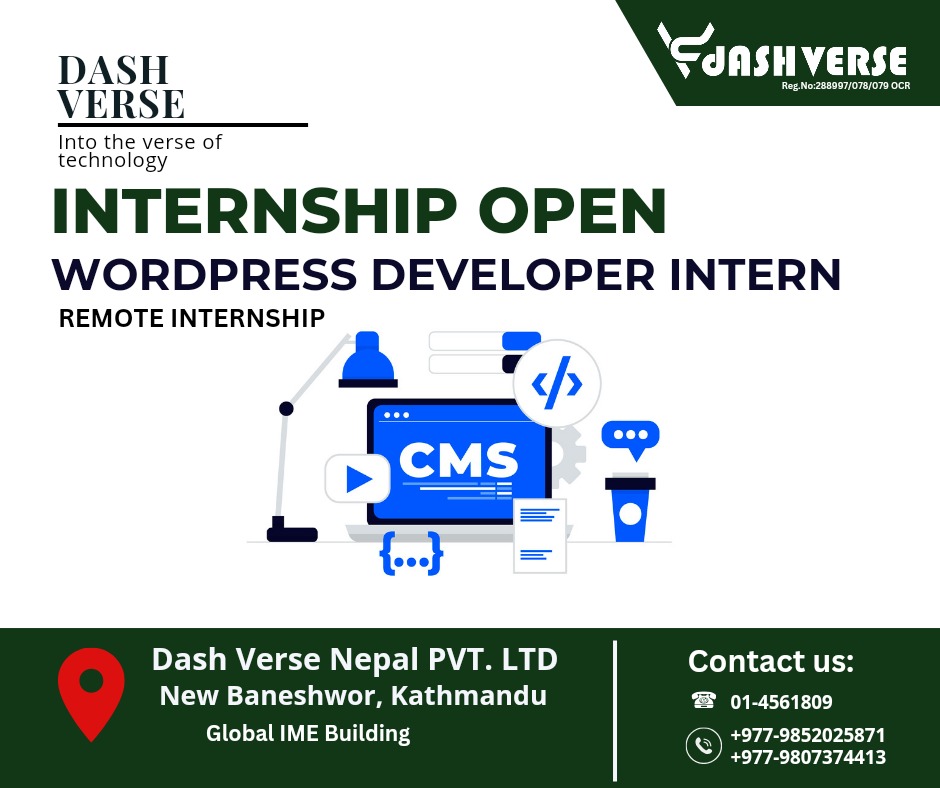 DASH
VERSE
Into the verse of
technology
DASHVERSE
Reg.No:288997/078/079 OCR
INTERNSHIP OPEN
WORDPRESS DEVELOPER INTERN
REMOTE INTERNSHIP
</>
CMS
{...}
Dash Verse Nepal PVT. LTD
New Baneshwor, Kathmandu
Global IME Building
Contact us:
01-4561809
+977-9852025871
+977-9807374413